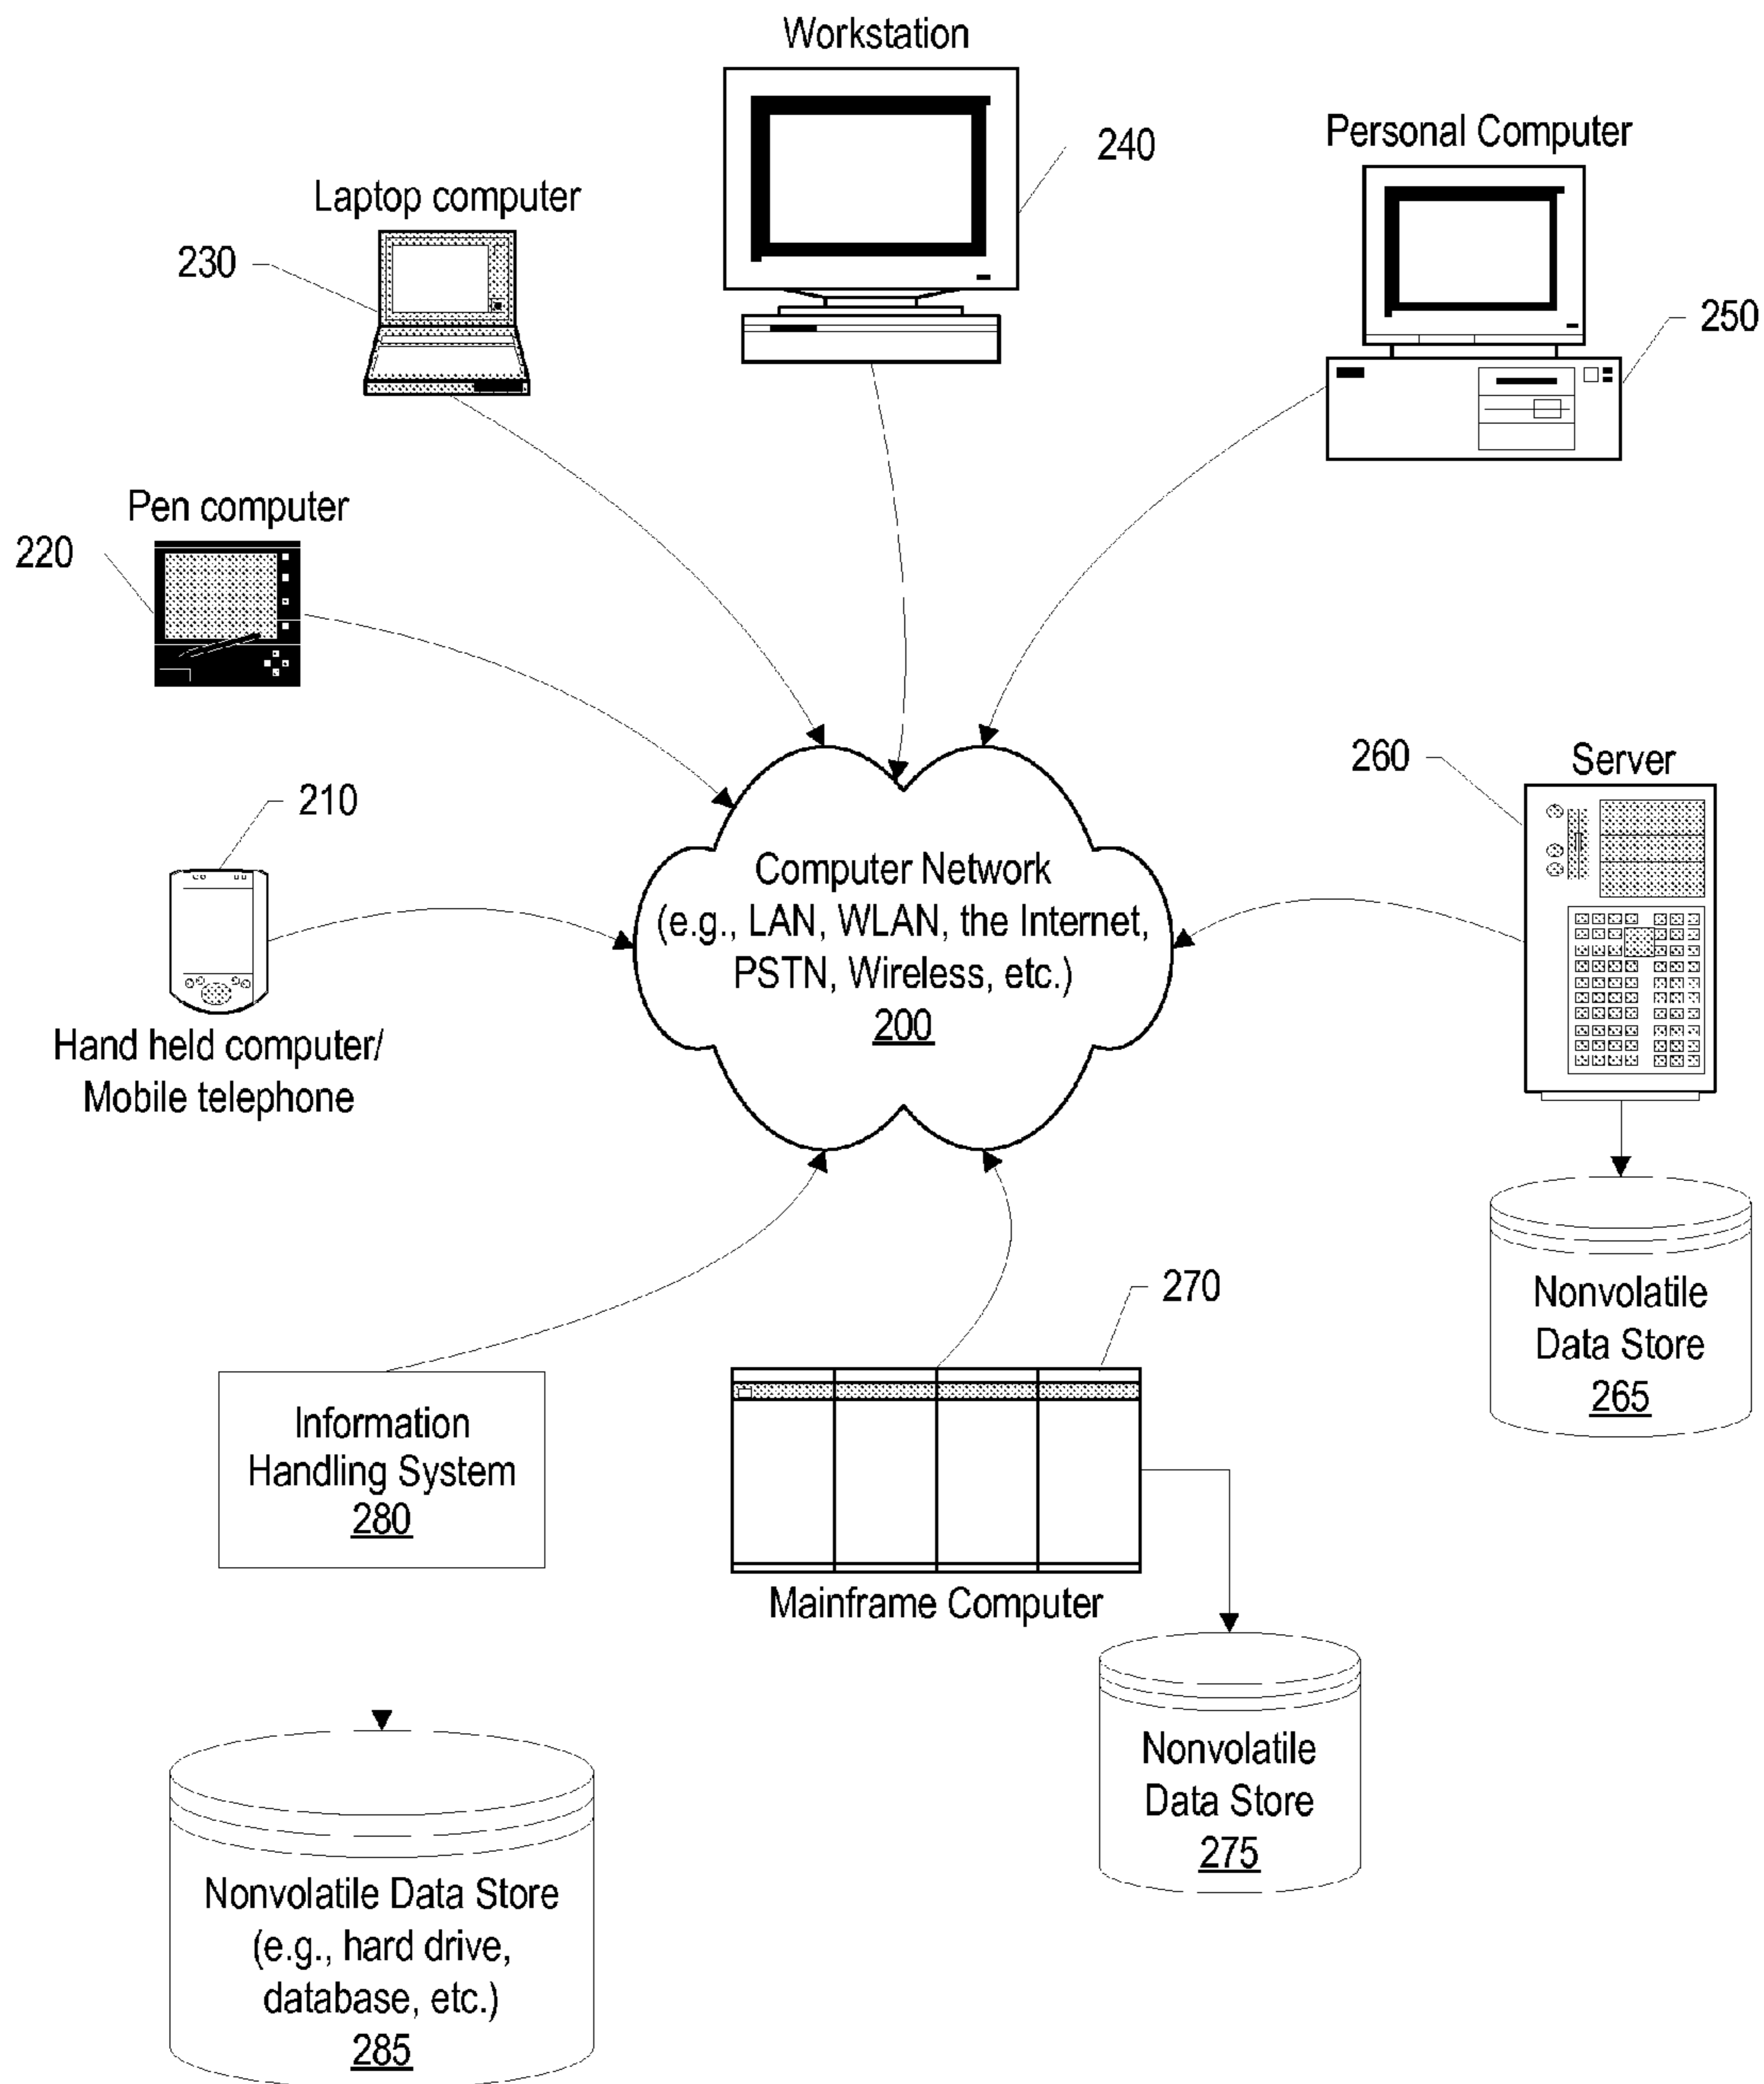 Workstation
240
Personal Computer
Laptop computer
230
250
Pen computer
220
260
Server
210
Computer Network
(e.g., LAN, WLAN, the Internet,
PSTN, Wireless, etc.)
200
Hand held computer/
Mobile telephone
270
Nonvolatile
Data Store
265
Information
Handling System
280
Mainframe Computer
Nonvolatile
Data Store
275
Nonvolatile Data Store
(e.g., hard drive,
database, etc.)
285